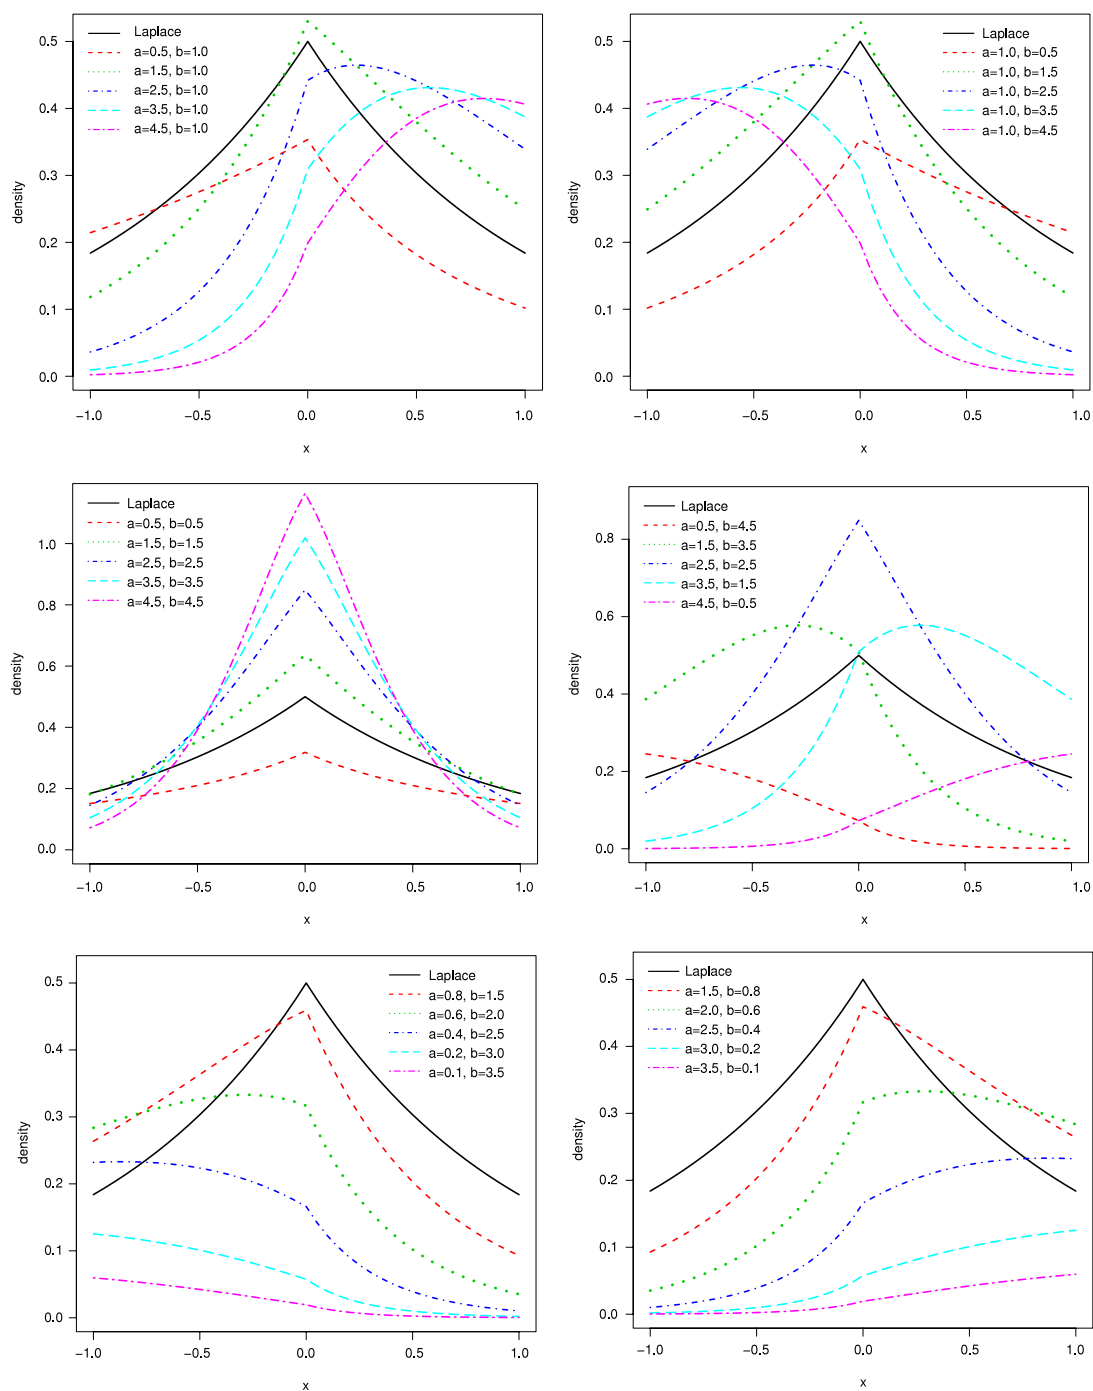 Laplace
a=0.5, b=1.0
a=1.5, b=1.0
a=2.5, b=1.0
a=3.5, b=1.0
a=4.5, b=1.0
0.5
0.4
0.3
0.2
0.1
0.0
density
−1.0 −0.5 0.0 0.5 1.0
x
Laplace
a=1.0, b=0.5
a=1.0, b=1.5
a=1.0, b=2.5
a=1.0, b=3.5
a=1.0, b=4.5
0.5
0.4
0.3
0.2
0.1
0.0
density
−1.0 −0.5 0.0 0.5 1.0
x
Laplace
a=0.5, b=0.5
a=1.5, b=1.5
a=2.5, b=2.5
a=3.5, b=3.5
a=4.5, b=4.5
1.0
0.8
0.6
0.4
0.2
0.0
density
−1.0 −0.5 0.0 0.5 1.0
x
Laplace
a=0.5, b=4.5
a=1.5, b=3.5
a=2.5, b=2.5
a=3.5, b=1.5
a=4.5, b=0.5
0.8
0.6
0.4
0.2
0.0
density
−1.0 −0.5 0.0 0.5 1.0
x
Laplace
a=0.8, b=1.5
a=0.6, b=2.0
a=0.4, b=2.5
a=0.2, b=3.0
a=0.1, b=3.5
0.5
0.4
0.3
0.2
0.1
0.0
density
−1.0 −0.5 0.0 0.5 1.0
x
Laplace
a=1.5, b=0.8
a=2.0, b=0.6
a=2.5, b=0.4
a=3.0, b=0.2
a=3.5, b=0.1
0.5
0.4
0.3
0.2
0.1
0.0
density
−1.0 −0.5 0.0 0.5 1.0
x